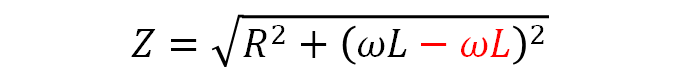 Z = √(R² + (ωL − ωL)²)